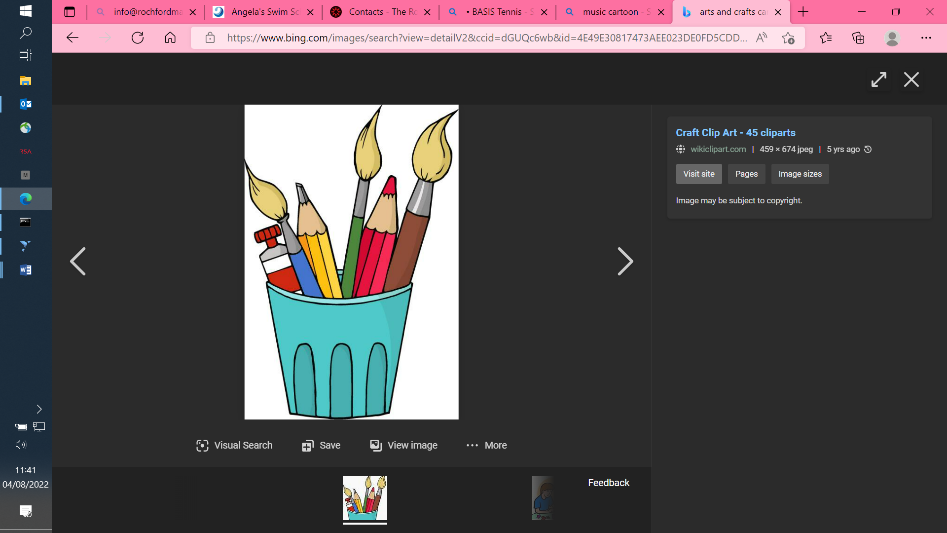 info@rochfordme
Angela's Swim Sc
Contacts - The Ro
• BASIS Tennis - S
music cartoon - S
arts and crafts ca
https://www.bing.com/images/search?view=detailV2&ccid=dGUQc6wb&id=4E49E30817473AEE023DE0FD5CDD...
Craft Clip Art - 45 cliparts
wikiclipart.com | 459 × 674 jpeg | 5 yrs ago
Visit site Pages Image sizes
Image may be subject to copyright.
Visual Search Save View image More
Feedback
11:41
04/08/2022